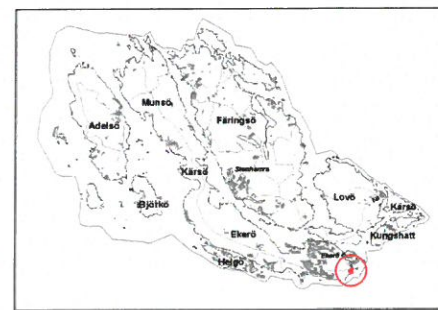 Munsö
Färingsö
Adelsö
Stenhamra
Kärsö
Lovö
Kärsö
Björkö
Kungshatt
Ekerö
Helgö